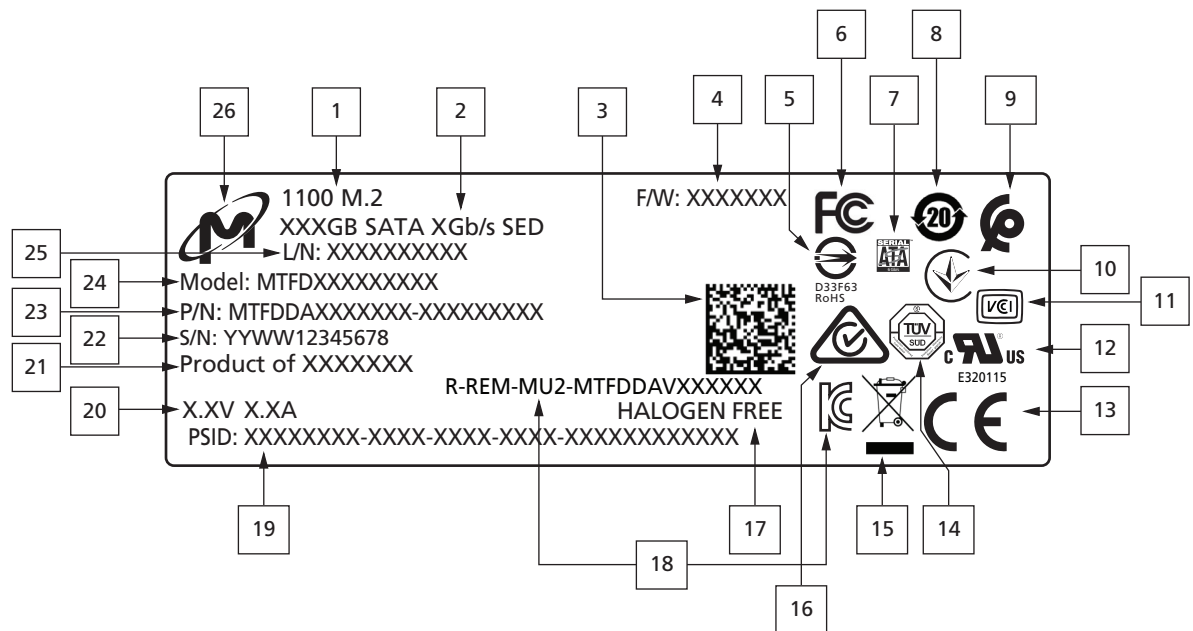 6
8
26
1
2
3
4
5
7
9
1100 M.2
XXXGB SATA XGb/s SED
L/N: XXXXXXXXXX
Model: MTFDXXXXXXXXX
P/N: MTFDDAXXXXXXX-XXXXXXXXX
S/N: YYWW12345678
Product of XXXXXXX
R-REM-MU2-MTFDDAVXXXXXX
X.XV X.XA
HALOGEN FREE
PSID: XXXXXXXX-XXXX-XXXX-XXXX-XXXXXXXXXXXX
F/W: XXXXXXX
FC
20
SERIAL
ATA
D33F63
RoHS
VCI
TÜV
SUD
C
US
E320115
CE
25
24
23
22
21
20
10
11
12
13
19
18
17
15
14
16